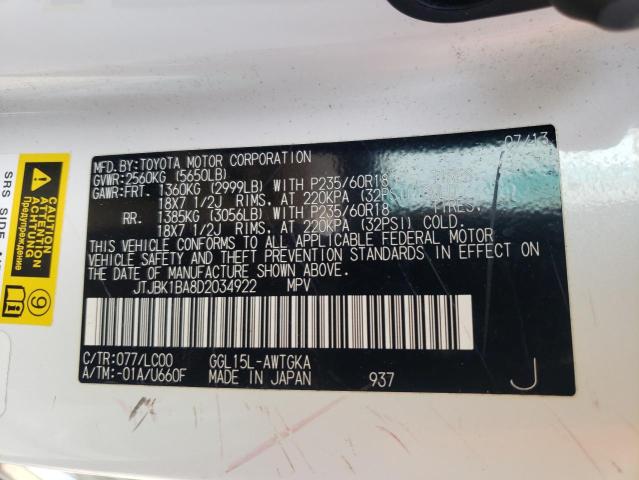 07/13
MFD.BY:TOYOTA MOTOR CORPORATION
GVWR:2560KG (5650LB)
GAWR:FRT. 1360KG (2999LB) WITH P235/60R18
18X7 1/2J RIMS, AT 220KPA (32P
RR. 1385KG (3056LB) WITH P235/60R18 TIRES,
18X7 1/2J RIMS, AT 220KPA (32PSI) COLD.
THIS VEHICLE CONFORMS TO ALL APPLICABLE FEDERAL MOTOR
VEHICLE SAFETY AND THEFT PREVENTION STANDARDS IN EFFECT ON
THE DATE OF MANUFACTURE SHOWN ABOVE.
JTJBK1BA8D2034922 MPV
C/TR:077/LC00 GGL15L-AWTGKA
A/TM:-01A/U660F MADE IN JAPAN 937 J
SRS SIDE
CAUTION
ATTENTION
ACHTUNG
Предупреждение
9